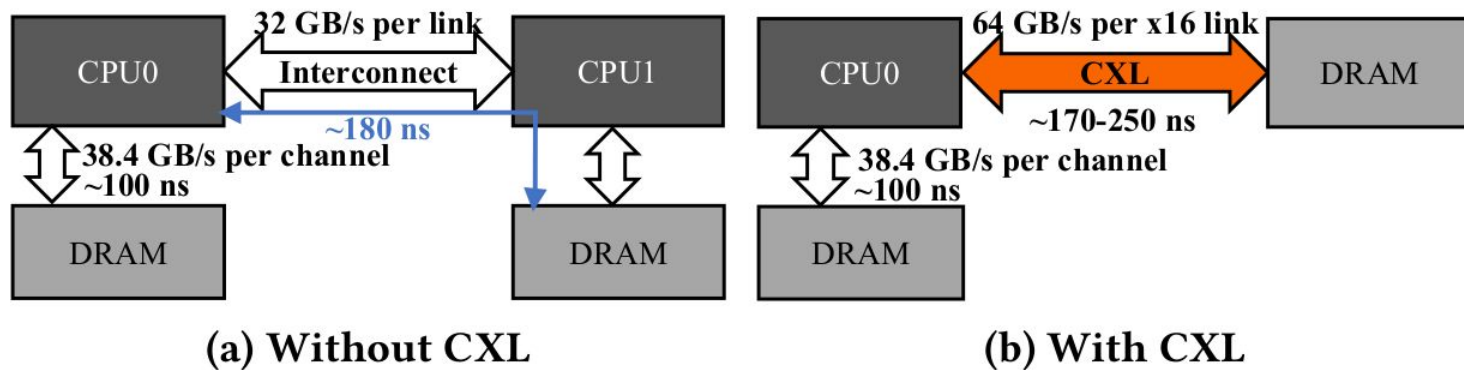 32 GB/s per link
CPU0
Interconnect
CPU1
~180 ns
38.4 GB/s per channel
~100 ns
DRAM
DRAM
(a) Without CXL
64 GB/s per x16 link
CPU0
CXL
DRAM
~170-250 ns
38.4 GB/s per channel
~100 ns
DRAM
(b) With CXL